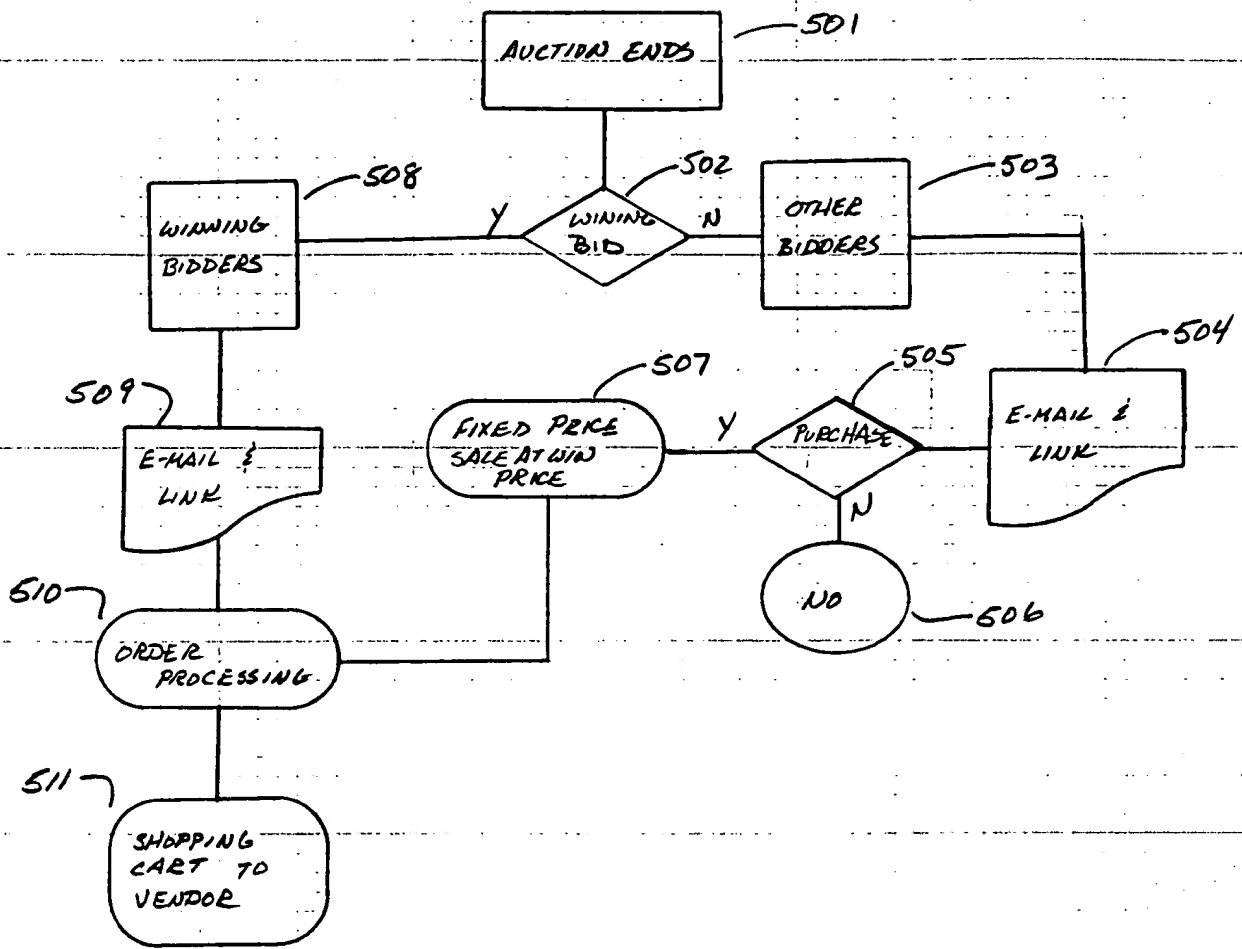 501
AUCTION ENDS
508
502
503
WINNING
BIDDERS
Y
WINING
BID
N
OTHER
BIDDERS
504
505
507
509
E-MAIL &
LINK
FIXED PRICE
SALE AT WIN
PRICE
Y
PURCHASE
E-MAIL &
LINK
N
NO
506
510
ORDER
PROCESSING
511
SHOPPING
CART TO
VENDOR